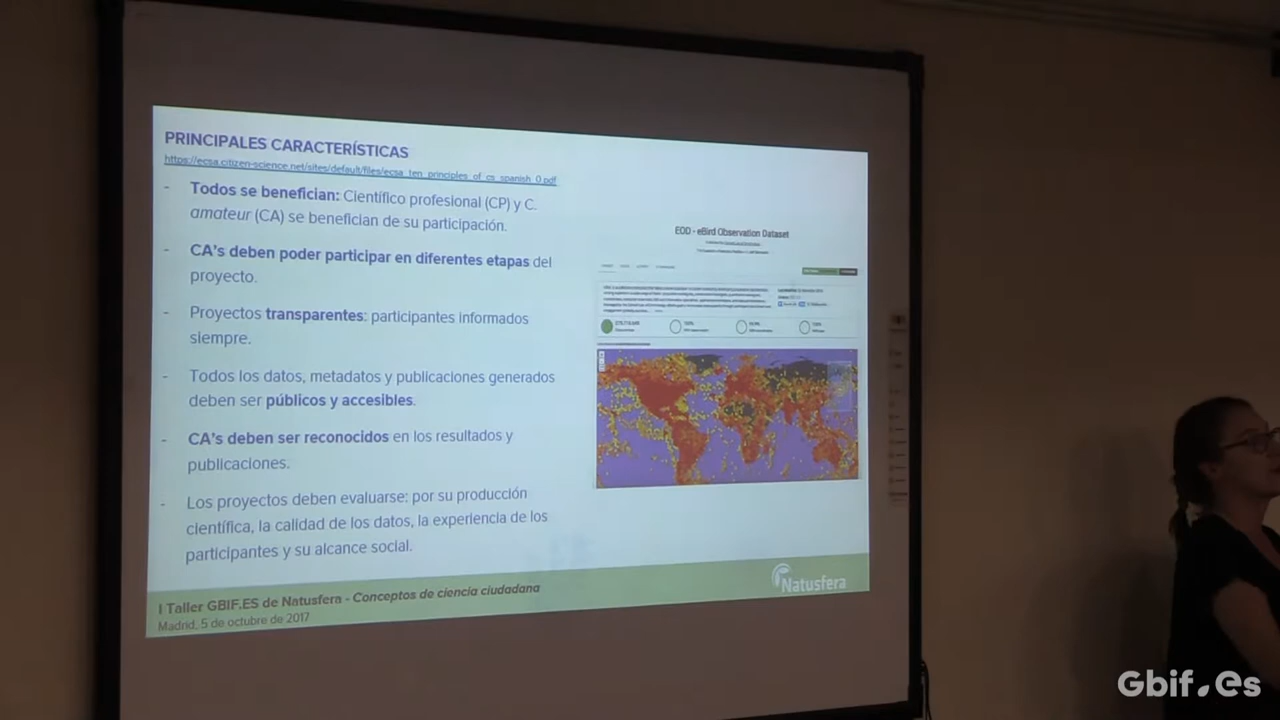 PRINCIPALES CARACTERÍSTICAS
https://ecsa.citizen-science.net/sites/default/files/ecsa_ten_principles_of_cs_spanish_0.pdf
- Todos se benefician: Científico profesional (CP) y C.
amateur (CA) se benefician de su participación.
- CA's deben poder participar en diferentes etapas del
proyecto.
- Proyectos transparentes: participantes informados
siempre.
- Todos los datos, metadatos y publicaciones generados
deben ser públicos y accesibles.
- CA's deben ser reconocidos en los resultados y
publicaciones.
- Los proyectos deben evaluarse: por su producción
científica, la calidad de los datos, la experiencia de los
participantes y su alcance social.
EOD - eBird Observation Dataset
I Taller GBIF.ES de Natusfera - Conceptos de ciencia ciudadana
Madrid, 5 de octubre de 2017
Natusfera
Gbif.es